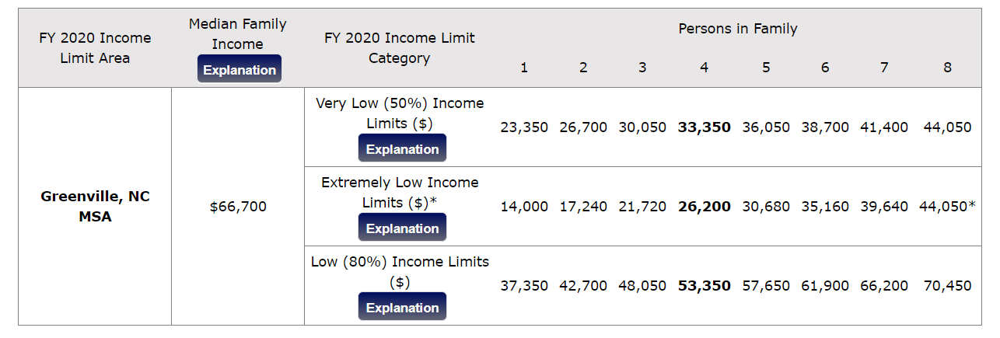 FY 2020 Income
Limit Area
Median Family
Income
Explanation
FY 2020 Income Limit
Category
Persons in Family
1 2 3 4 5 6 7 8
Greenville, NC
MSA
$66,700
Very Low (50%) Income
Limits ($)
Explanation
23,350 26,700 30,050 33,350 36,050 38,700 41,400 44,050
Extremely Low Income
Limits ($)*
Explanation
14,000 17,240 21,720 26,200 30,680 35,160 39,640 44,050*
Low (80%) Income Limits
($)
Explanation
37,350 42,700 48,050 53,350 57,650 61,900 66,200 70,450